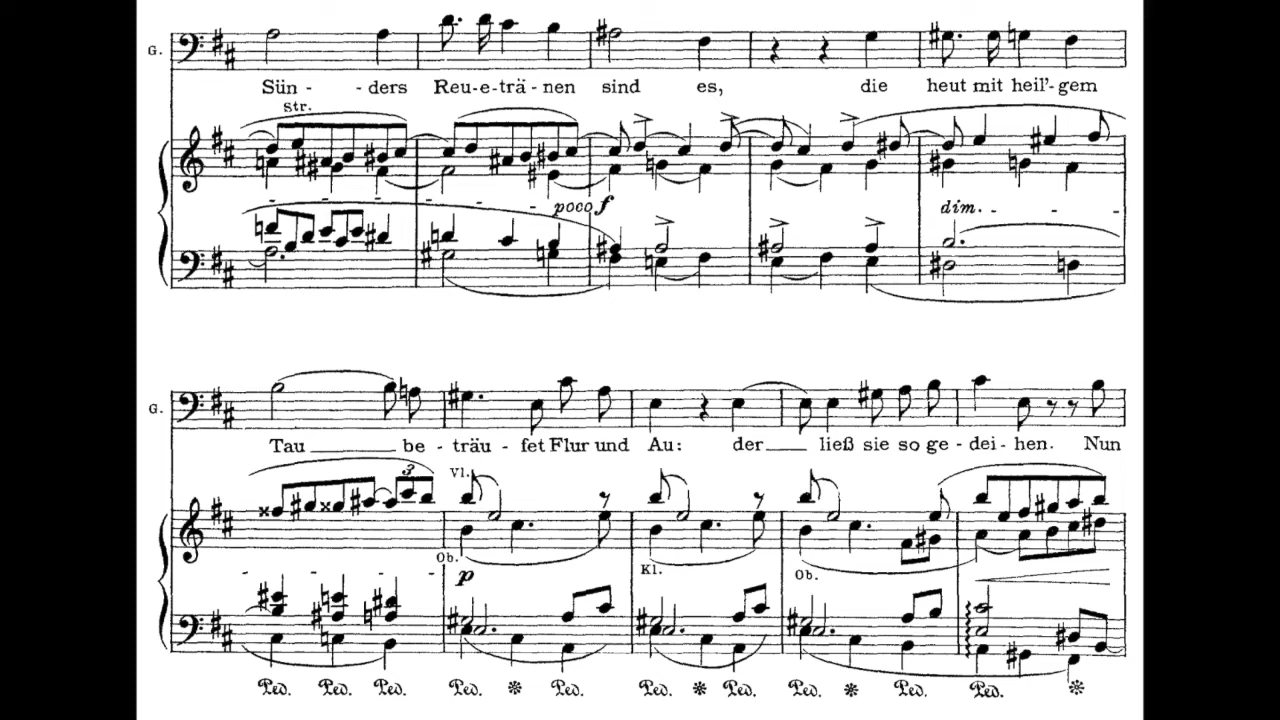 G.
Sün - - ders Reu-e-trä-nen sind es, die heut mit heil'-gem
str.
poco f
dim.
G.
Tau be-träu-fet Flur und Au: der ließ sie so ge-dei-hen. Nun
3
Vl.
Ob.
p
Kl.
Ob.
Ped. Ped. Ped. Ped. Ped. Ped. Ped. Ped. Ped. Ped.